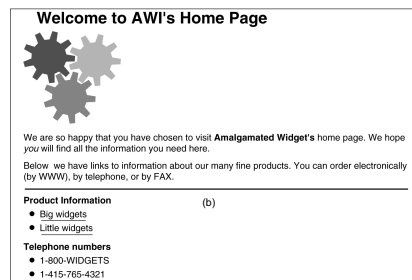 Welcome to AWI's Home Page
We are so happy that you have chosen to visit Amalgamated Widget's home page. We hope
you will find all the information you need here.
Below we have links to information about our many fine products. You can order electronically
(by WWW), by telephone, or by FAX.
Product Information
(b)
● Big widgets
● Little widgets
Telephone numbers
● 1-800-WIDGETS
● 1-415-765-4321